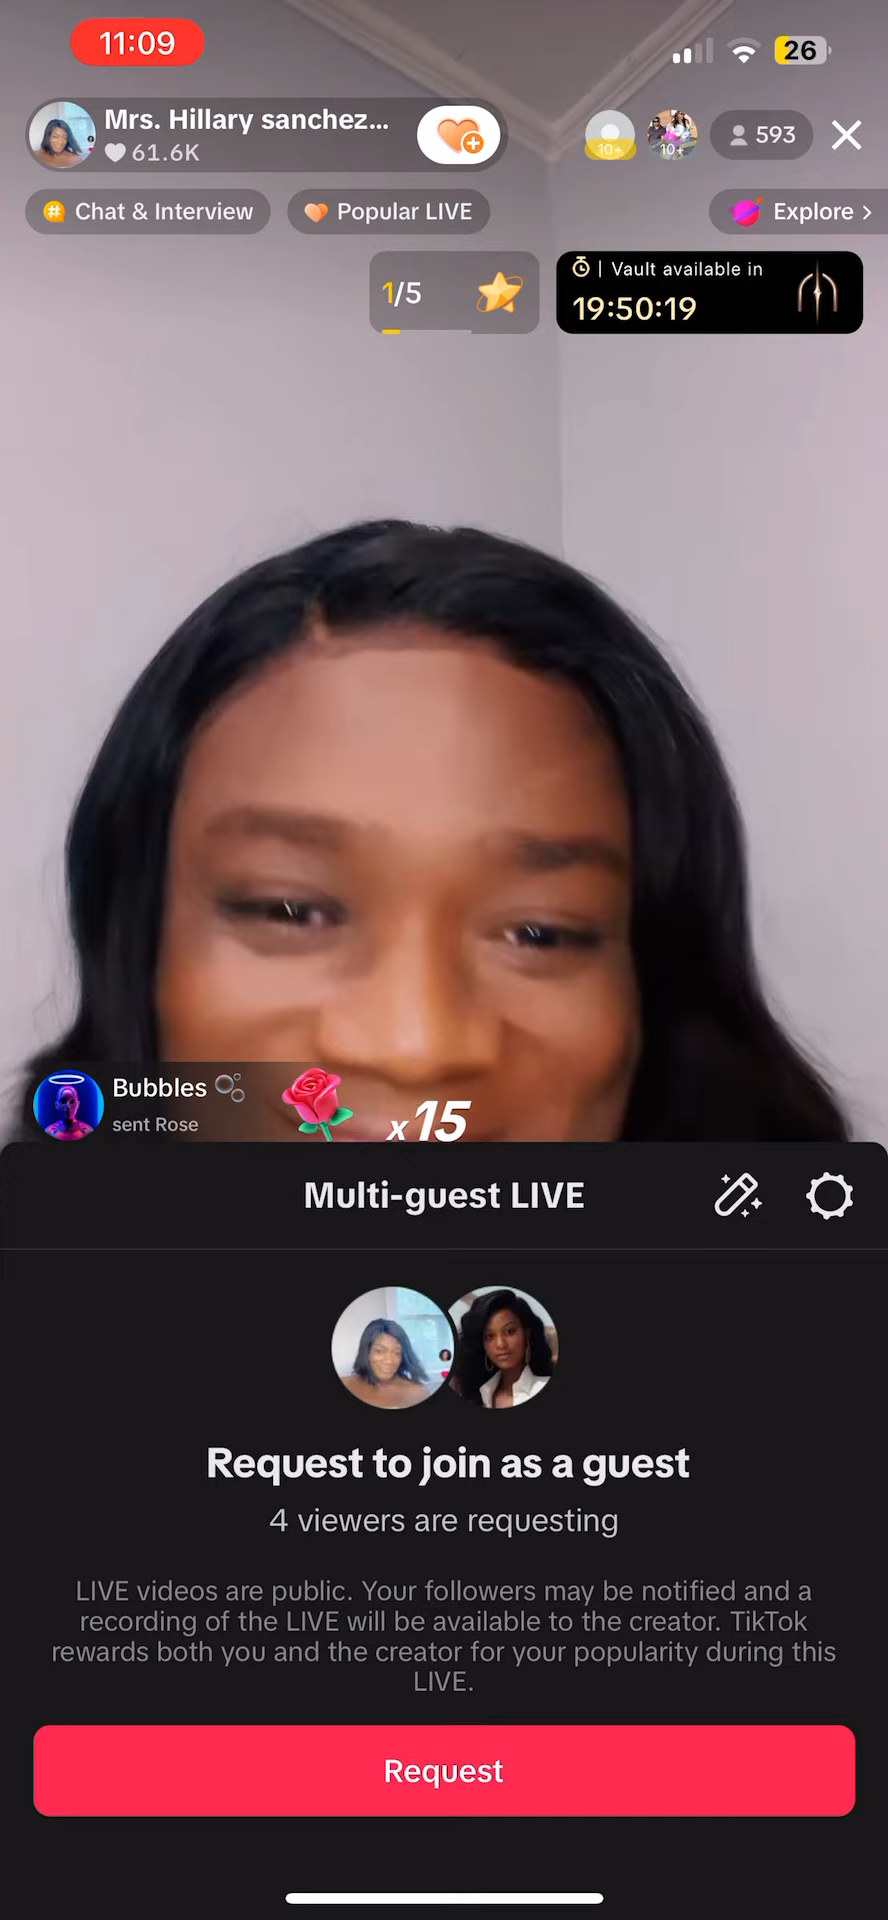 11:09
26
Mrs. Hillary sanchez...
61.6K
10+
10+
593
Chat & Interview
Popular LIVE
Explore >
1/5
| Vault available in
19:50:19
Bubbles
sent Rose
x15
Multi-guest LIVE
Request to join as a guest
4 viewers are requesting
LIVE videos are public. Your followers may be notified and a
recording of the LIVE will be available to the creator. TikTok
rewards both you and the creator for your popularity during this
LIVE.
Request